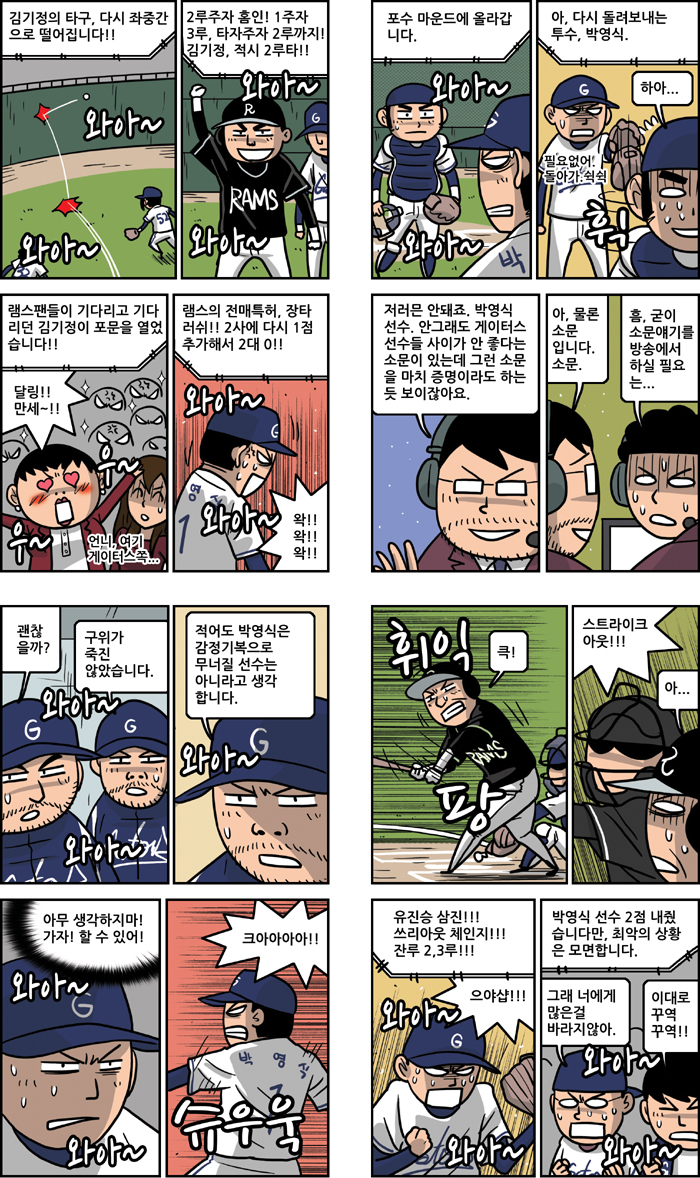 김기정의 타구, 다시 좌중간
으로 떨어집니다!!
와아~
와아~
2루주자 홈인! 1주자
3루, 타자주자 2루까지!
김기정, 적시 2루타!!
와아~
R
RAMS
와아~
포수 마운드에 올라갑
니다.
와아~
G
박
와아~
아, 다시 돌려보내는
투수, 박영식.
G
하아...
필요없어.
돌아가.쉭쉭
휙
램스팬들이 기다리고 기다
리던 김기정이 포문을 열었
습니다!!
달링!!
만세~!!
우~
우~
언니, 여기
게이터스쪽...
램스의 전매특허, 장타
러쉬!! 2사에 다시 1점
추가해서 2대 0!!
와아~
G
영식
1
와아~
왁!!
왁!!
왁!!
저러믄 안돼죠. 박영식
선수. 안그래도 게이터스
선수들 사이가 안 좋다는
소문이 있는데 그런 소문
을 마치 증명이라도 하는
듯 보이잖아요.
아, 물론
소문
입니다.
소문.
흠, 굳이
소문얘기를
방송에서
하실 필요
는...
괜찮
을까?
구위가
죽진
않았습니다.
와아~
G
G
와아~
적어도 박영식은
감정기복으로
무너질 선수는
아니라고 생각
합니다.
와아~
G
휘익
큭!
RAMS
팡
스트라이크
아웃!!!
아...
아무 생각하지마!
가자! 할 수 있어!
와아~
G
와아~
크아아아아!!
박영식
슈우욱
유진승 삼진!!!
쓰리아웃 체인지!!!
잔루 2,3루!!!
으야샵!!!
와아~
G
와아~
박영식 선수 2점 내줬
습니다만, 최악의 상황
은 모면합니다.
그래 너에게
많은걸
바라지않아.
이대로
꾸역
꾸역!!
와아~
와아~